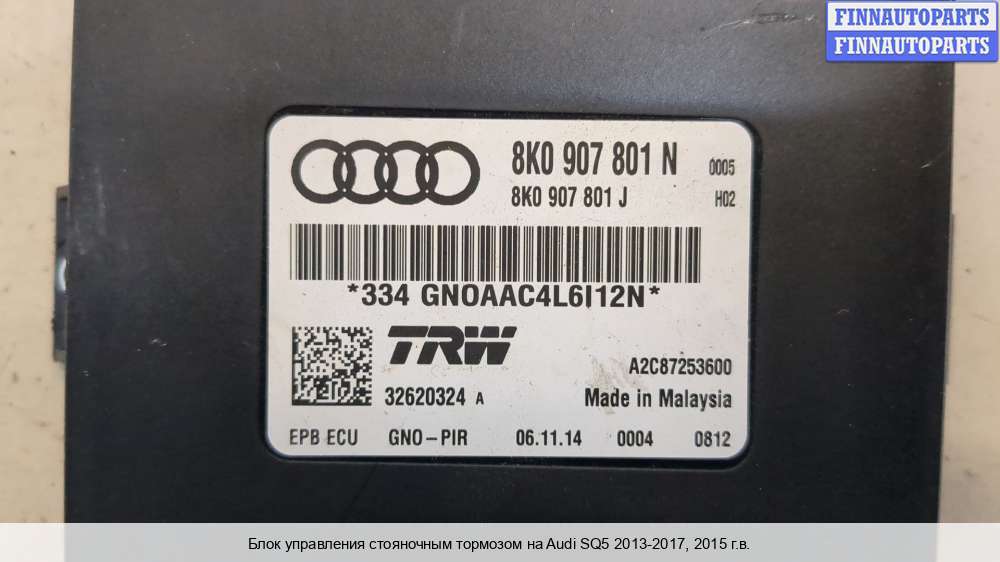 FINNAUTOPARTS
FINNAUTOPARTS
8K0 907 801 N 0005
8K0 907 801 J H02
*334 GNOAAC4L6I12N*
TRW
A2C87253600
32620324 A Made in Malaysia
EPB ECU GNO-PIR 06.11.14 0004 0812
Блок управления стояночным тормозом на Audi SQ5 2013-2017, 2015 г.в.